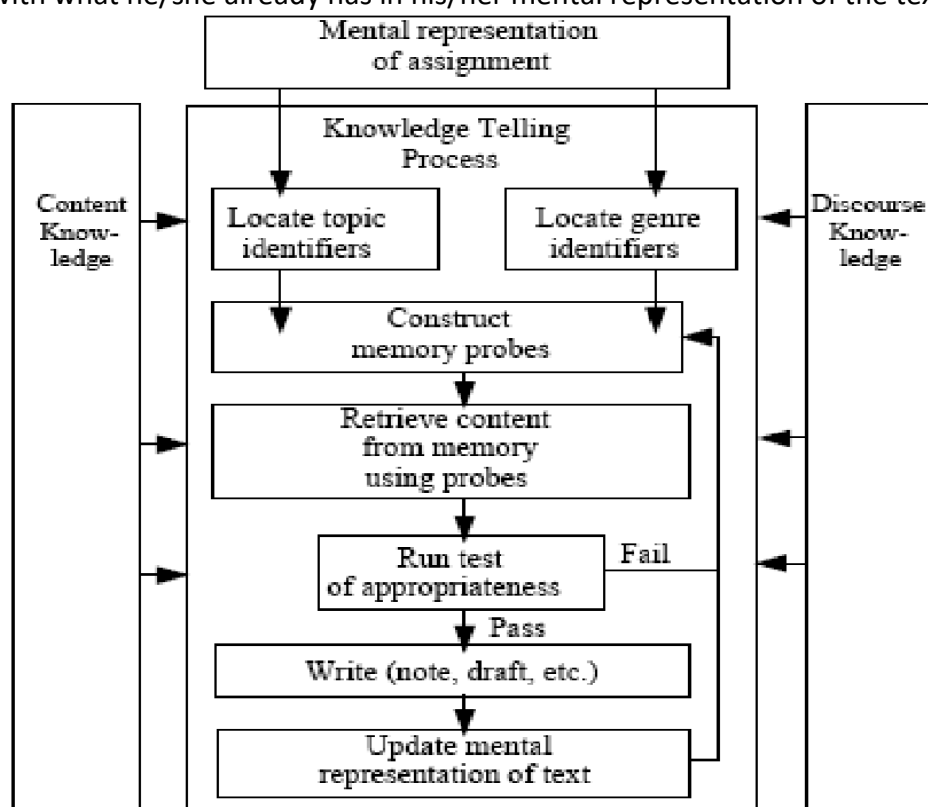 with what he/she already has in his/her mental representation of the tex
Mental representation
of assignment
Knowledge Telling
Process
Content
Know-
ledge
Locate topic
identifiers
Locate genre
identifiers
Discourse
Know-
ledge
Construct
memory probes
Retrieve content
from memory
using probes
Run test
of appropriateness
Fail
Pass
Write (note, draft, etc.)
Update mental
representation of text